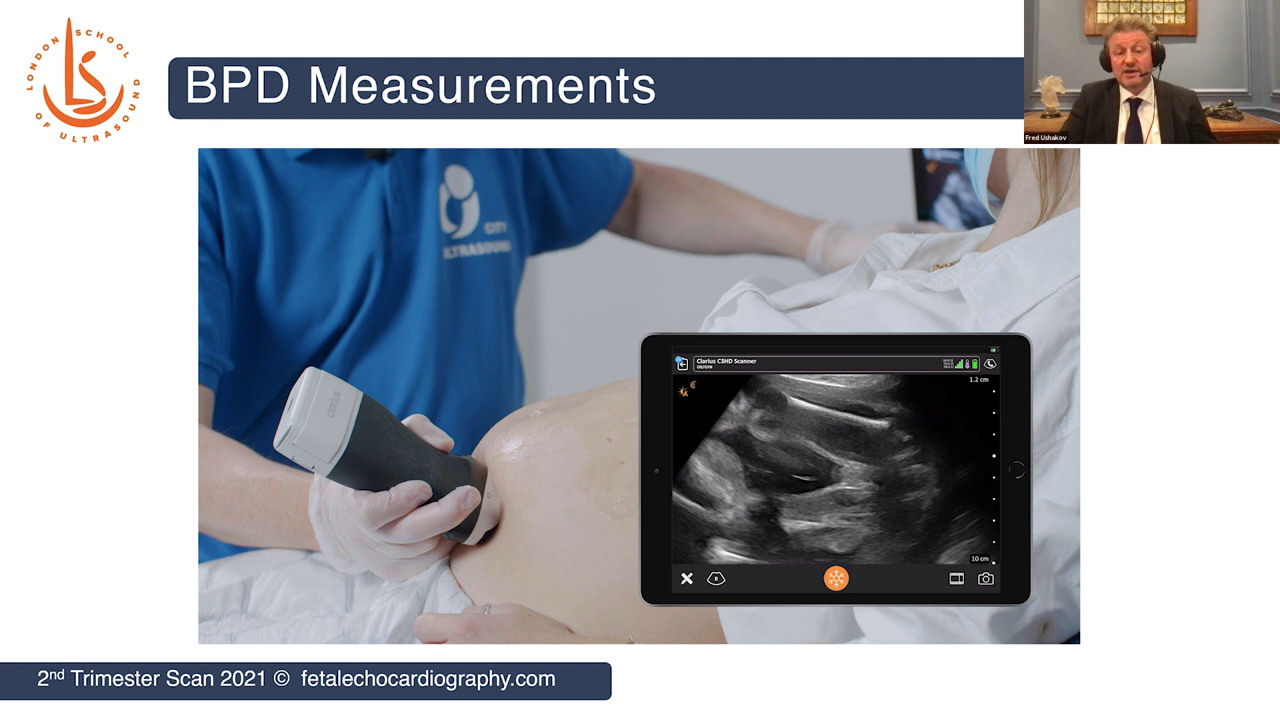 LONDON SCHOOL
OF ULTRASOUND
BPD Measurements
Fred Ushakov
CITY
ULTRASOUND
clarius
Clarius C3HD Scanner
OB/GYN
1.2 cm
10 cm
B
2nd Trimester Scan 2021 © fetalechocardiography.com